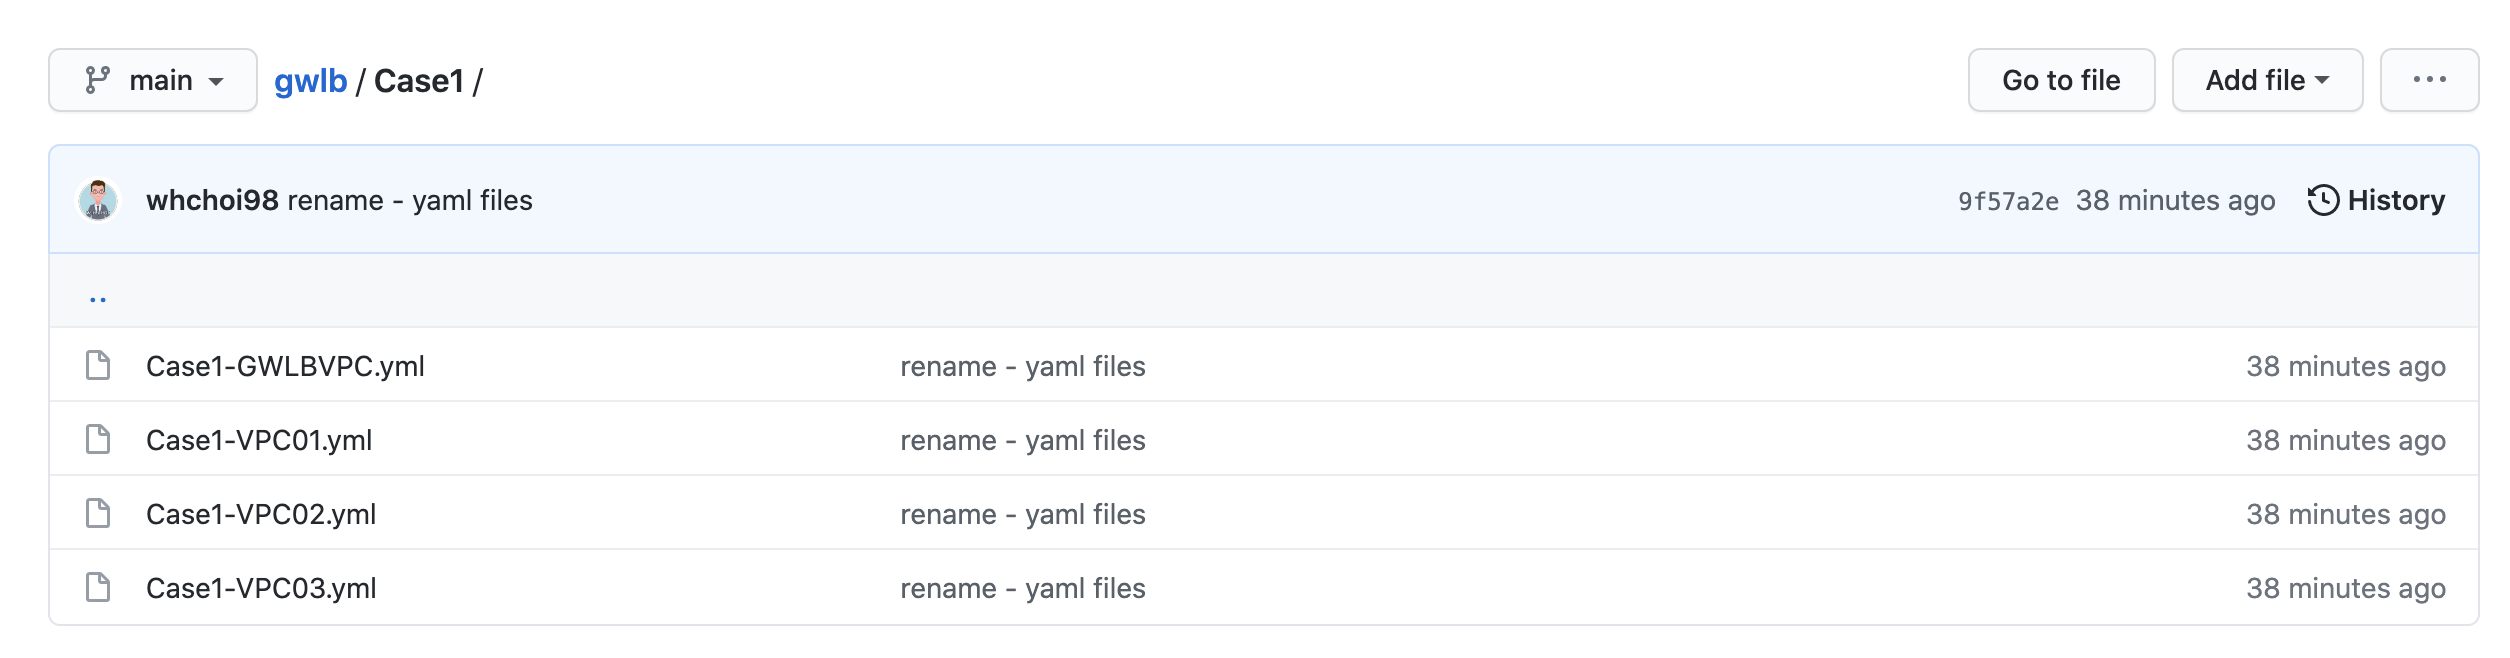 main gwlb / Case1 / Go to file Add file ...
whchoi98 rename - yaml files 9f57a2e 38 minutes ago History
..
Case1-GWLBVPC.yml rename - yaml files 38 minutes ago
Case1-VPC01.yml rename - yaml files 38 minutes ago
Case1-VPC02.yml rename - yaml files 38 minutes ago
Case1-VPC03.yml rename - yaml files 38 minutes ago